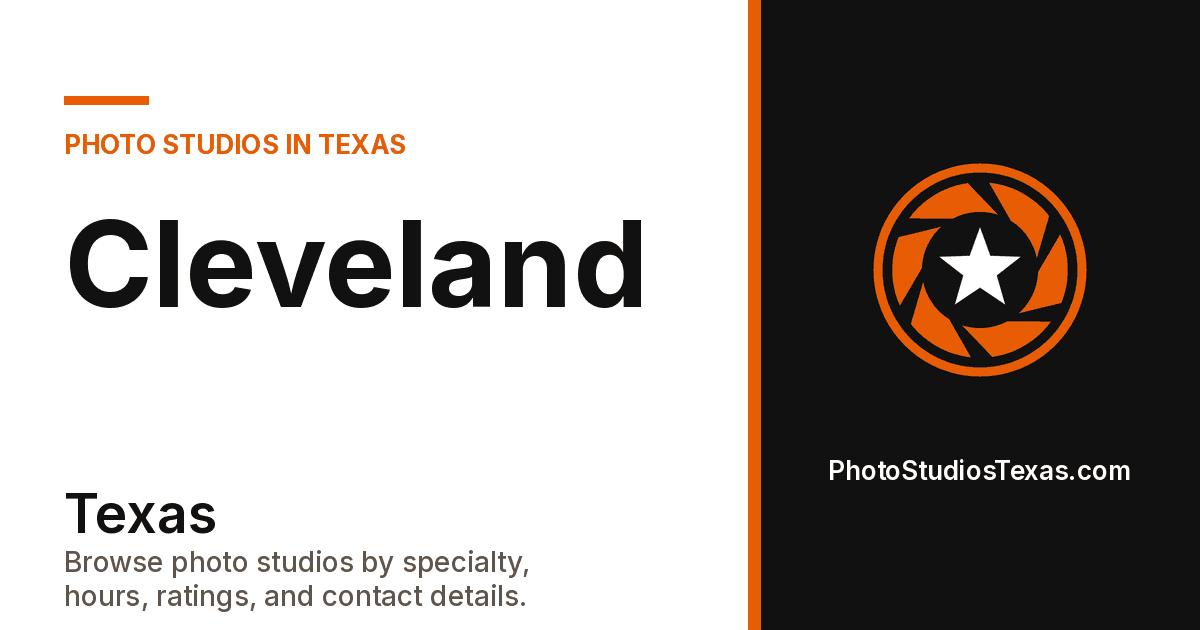 PHOTO STUDIOS IN TEXAS
Cleveland
Texas
Browse photo studios by specialty,
hours, ratings, and contact details.
PhotoStudiosTexas.com